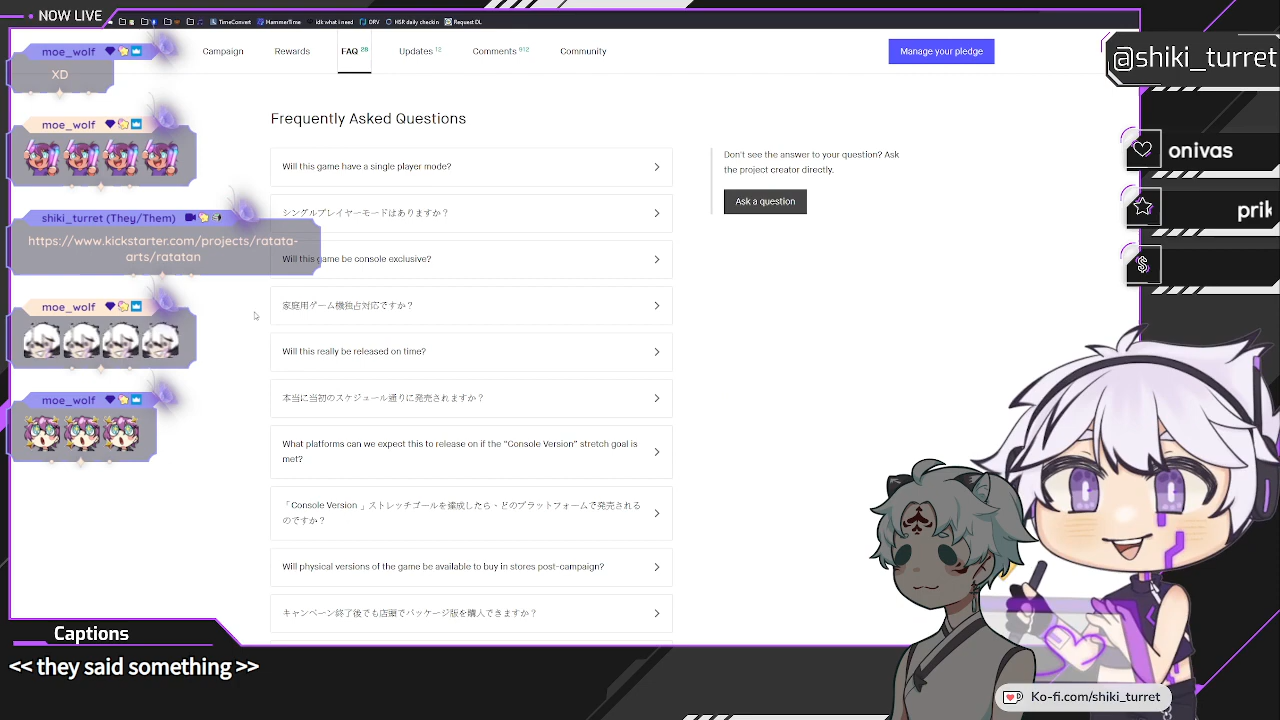 NOW LIVE
TimeConvert
HammerTime
idk what i need
DRV
HSR daily checkin
Request DL
Campaign
Rewards
FAQ 28
Updates 12
Comments 912
Community
Manage your pledge
@shiki_turret
moe_wolf
XD
moe_wolf
shiki_turret (They/Them)
https://www.kickstarter.com/projects/ratata-
arts/ratatan
moe_wolf
moe_wolf
Frequently Asked Questions
Will this game have a single player mode?
シングルプレイヤーモードはありますか？
Will this game be console exclusive?
家庭用ゲーム機独占対応ですか？
Will this really be released on time?
本当に当初のスケジュール通りに発売されますか？
What platforms can we expect this to release on if the "Console Version" stretch goal is
met?
「Console Version 」ストレッチゴールを達成したら、どのプラットフォームで発売される
のですか？
Will physical versions of the game be available to buy in stores post-campaign?
キャンペーン終了後でも店頭でパッケージ版を購入できますか？
Don't see the answer to your question? Ask
the project creator directly.
Ask a question
onivas
prik
Captions
<< they said something >>
Ko-fi.com/shiki_turret